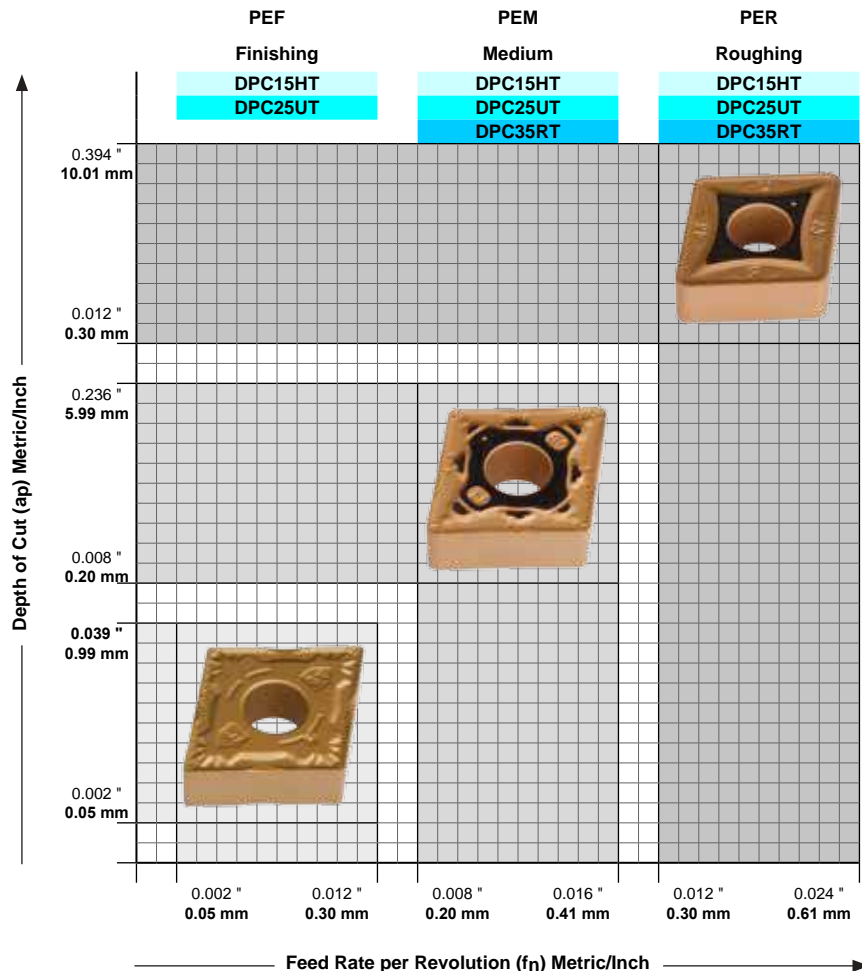 PEF PEM PER
Finishing Medium Roughing
DPC15HT DPC15HT DPC15HT
DPC25UT DPC25UT DPC25UT
DPC35RT DPC35RT
0.394 "
10.01 mm
0.012 "
0.30 mm
0.236 "
5.99 mm
0.008 "
0.20 mm
0.039 "
0.99 mm
0.002 "
0.05 mm
Depth of Cut (ap) Metric/Inch
0.002 " 0.012 " 0.008 " 0.016 " 0.012 " 0.024 "
0.05 mm 0.30 mm 0.20 mm 0.41 mm 0.30 mm 0.61 mm
Feed Rate per Revolution (fn) Metric/Inch